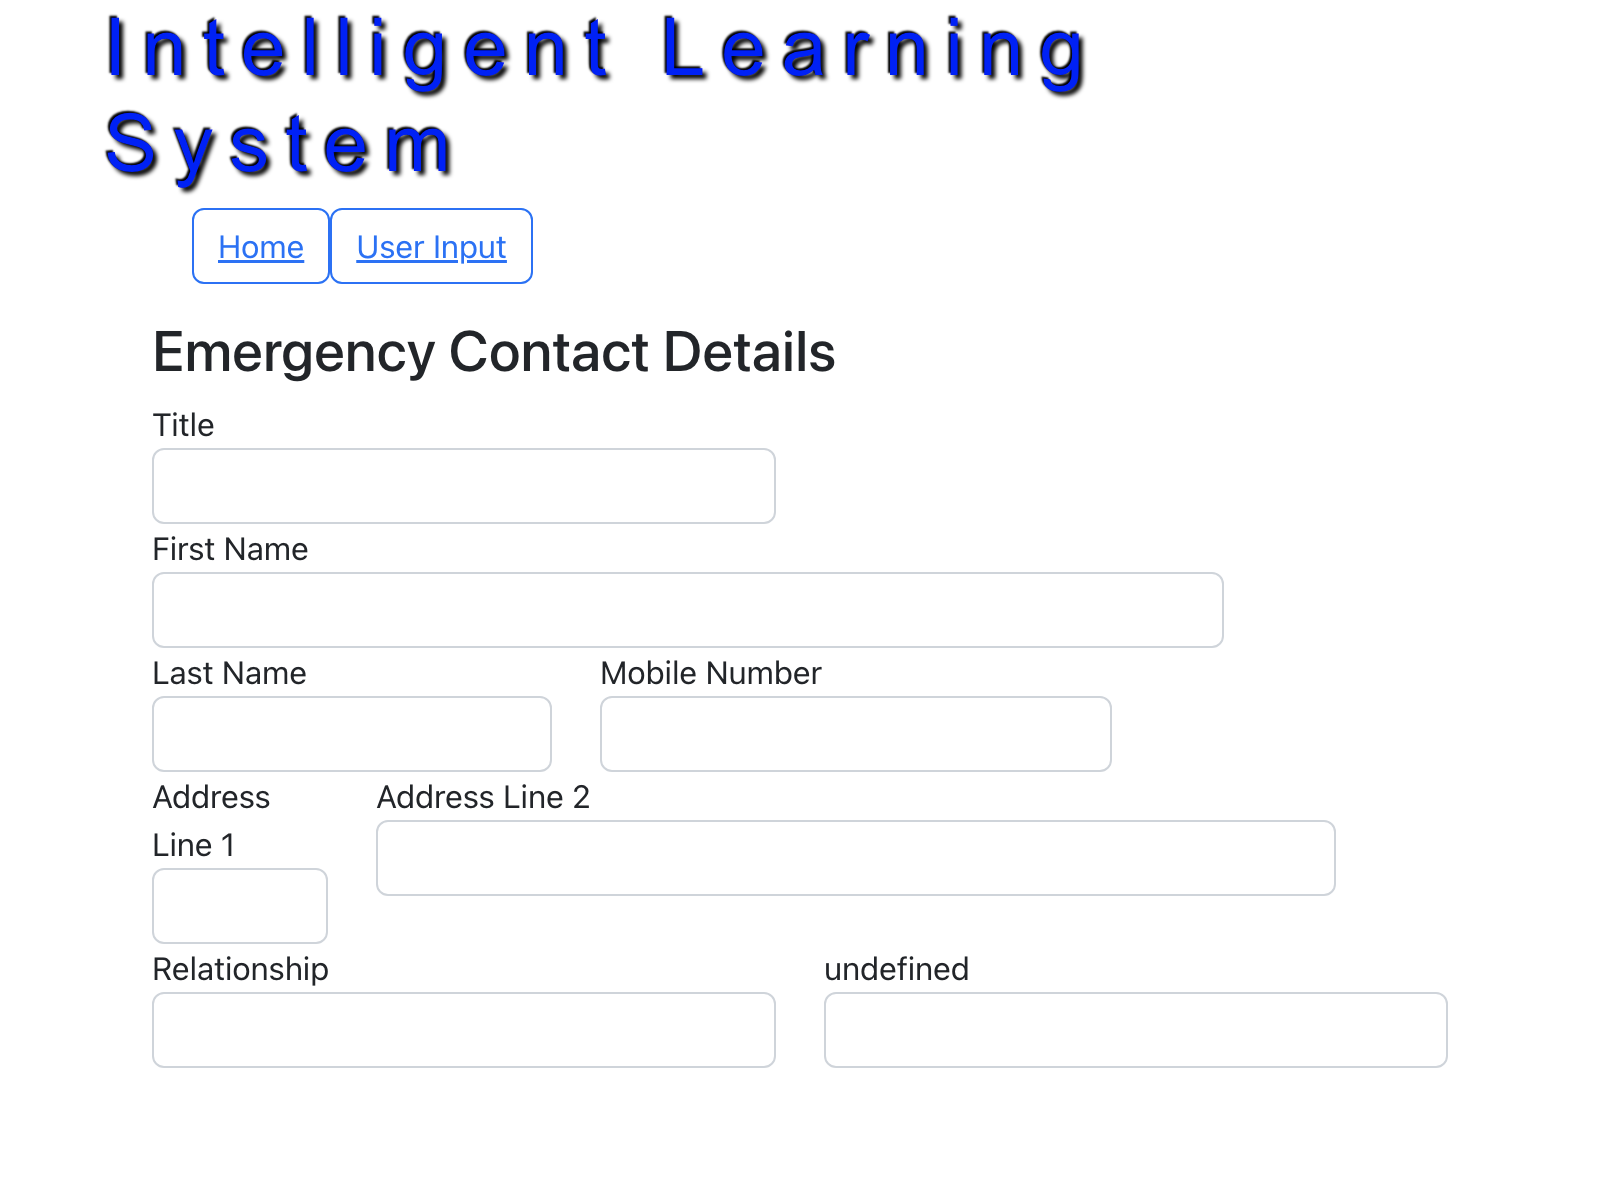 Intelligent Learning
System
Home User Input
Emergency Contact Details
Title
First Name
Last Name Mobile Number
Address
Line 1
Address Line 2
Relationship undefined